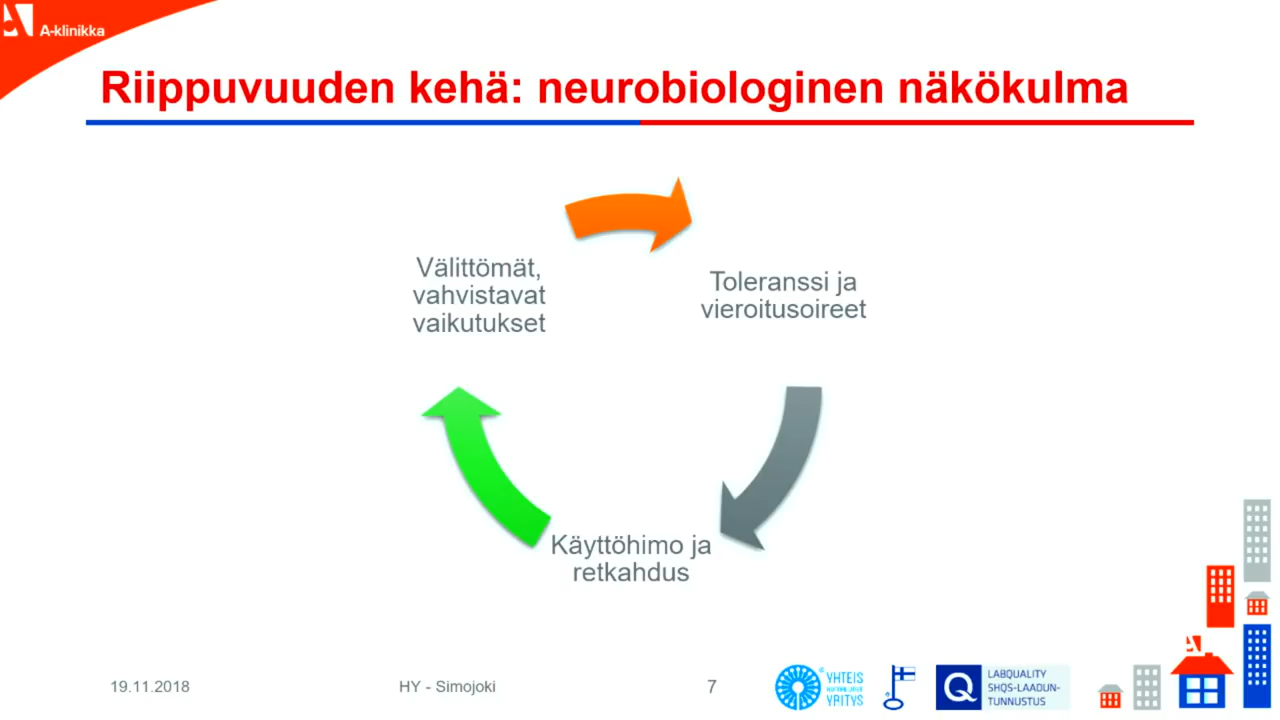 A-klinikka
Riippuvuuden kehä: neurobiologinen näkökulma
Välittömät,
vahvistavat
vaikutukset
Toleranssi ja
vieroitusoireet
Käyttöhimo ja
retkahdus
19.11.2018
HY - Simojoki
7
YHTEIS
YRITYS
Q
LABQUALITY
SHQS-LAADUN-
TUNNUSTUS